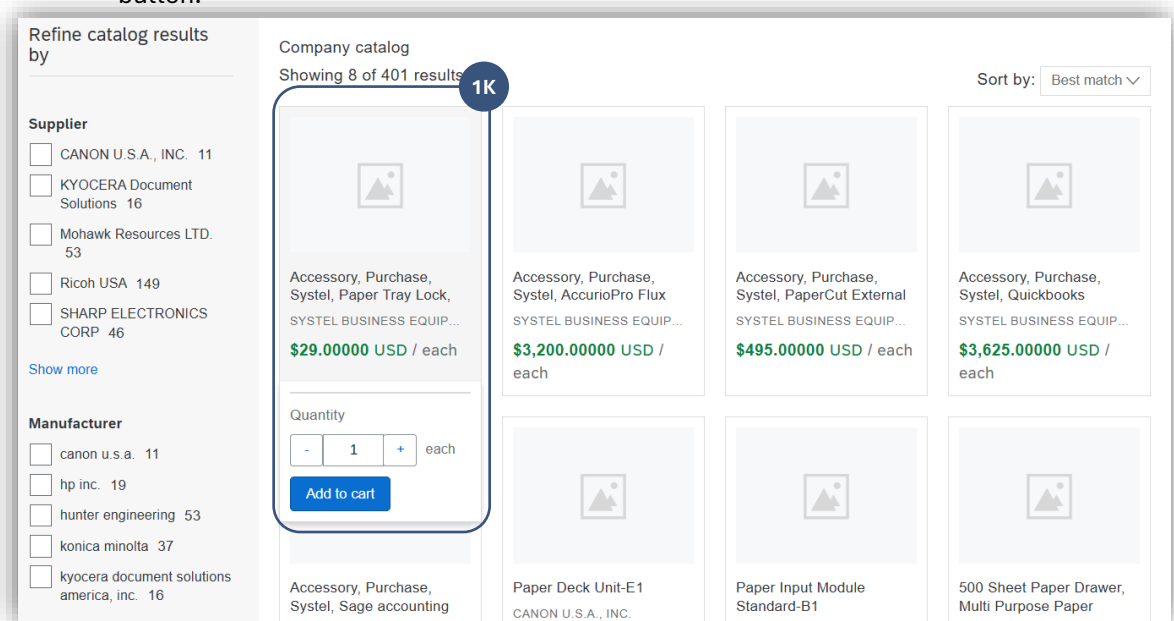 button.
Refine catalog results
by
Supplier
CANON U.S.A., INC. 11
KYOCERA Document
Solutions 16
Mohawk Resources LTD.
53
Ricoh USA 149
SHARP ELECTRONICS
CORP 46
Show more
Manufacturer
canon u.s.a. 11
hp inc. 19
hunter engineering 53
konica minolta 37
kyocera document solutions
america, inc. 16
Company catalog
Showing 8 of 401 results
1K
Sort by: Best match
Accessory, Purchase,
Systel, Paper Tray Lock,
SYSTEL BUSINESS EQUIP...
$29.00000 USD / each
Quantity
- 1 + each
Add to cart
Accessory, Purchase,
Systel, AccurioPro Flux
SYSTEL BUSINESS EQUIP...
$3,200.00000 USD /
each
Accessory, Purchase,
Systel, PaperCut External
SYSTEL BUSINESS EQUIP...
$495.00000 USD / each
Accessory, Purchase,
Systel, Quickbooks
SYSTEL BUSINESS EQUIP...
$3,625.00000 USD /
each
Accessory, Purchase,
Systel, Sage accounting
Paper Deck Unit-E1
CANON U.S.A., INC.
Paper Input Module
Standard-B1
500 Sheet Paper Drawer,
Multi Purpose Paper